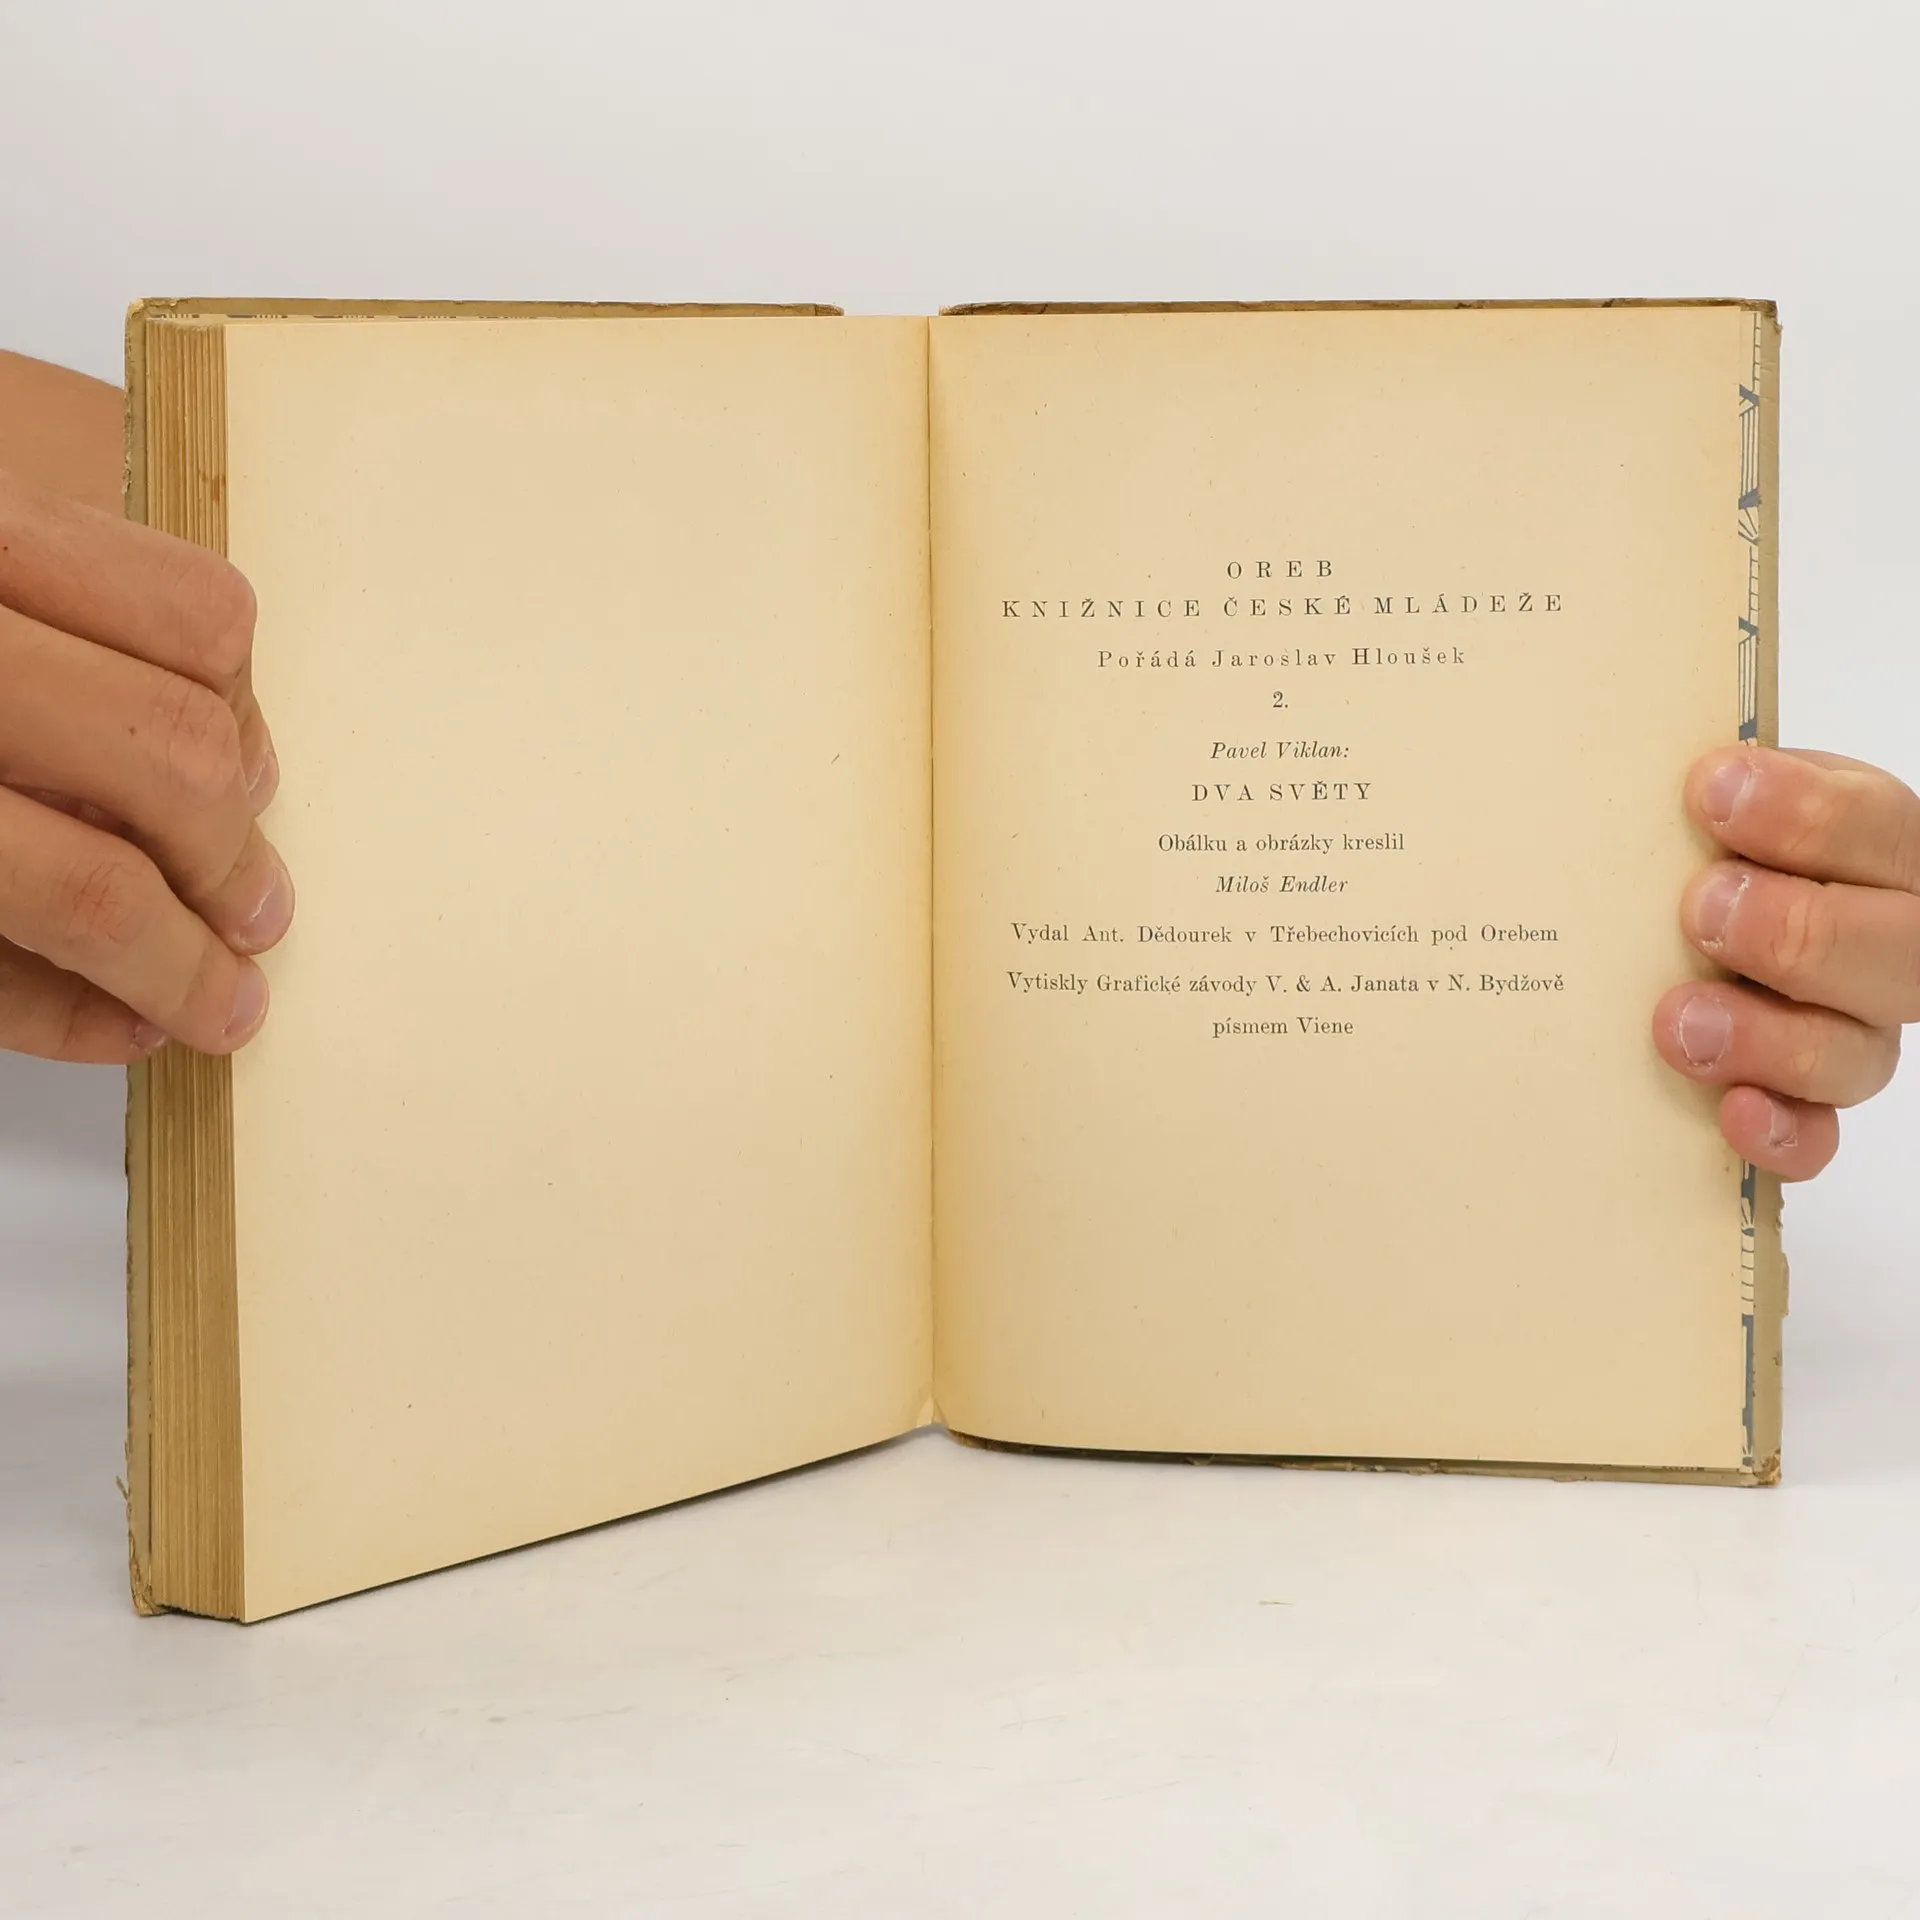 OREB
KNIŽNICE ČESKÉ MLÁDEŽE
Pořádá Jaroslav Hloušek
2.
Pavel Viklan:
DVA SVĚTY
Obálku a obrázky kreslil
Miloš Endler
Vydal Ant. Dědourek v Třebechovicích pod Orebem
Vytiskly Grafické závody V. & A. Janata v N. Bydžově
písmem Viene